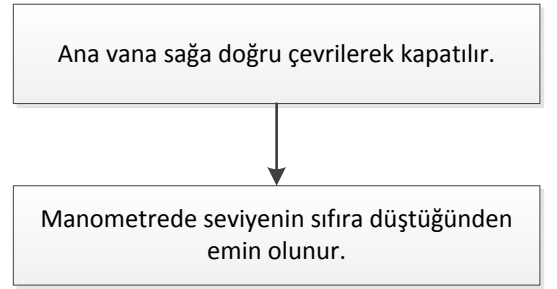 Ana vana sağa doğru çevrilerek kapatılır.
Manometrede seviyenin sıfıra düştüğünden
emin olunur.